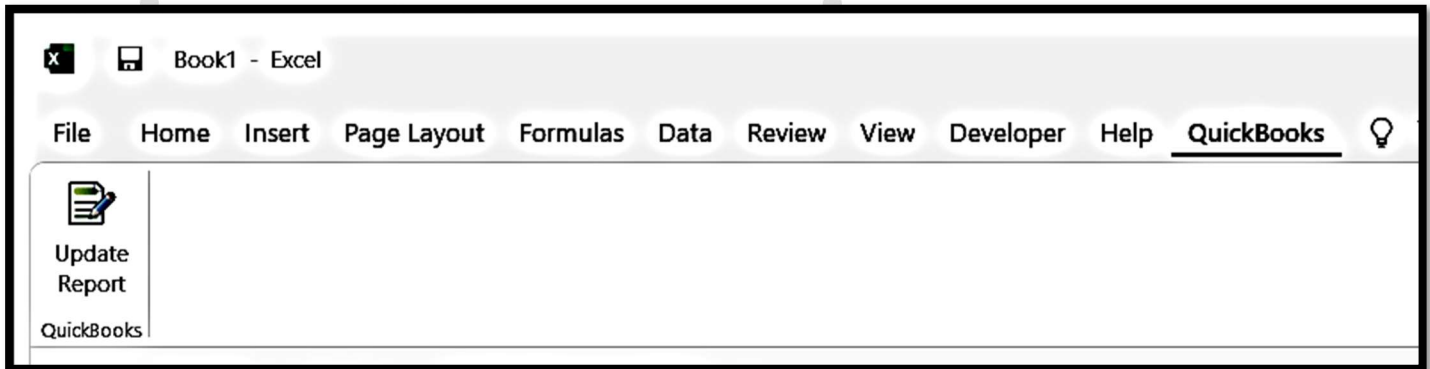 Book1 - Excel
File Home Insert Page Layout Formulas Data Review View Developer Help QuickBooks
Update
Report
QuickBooks